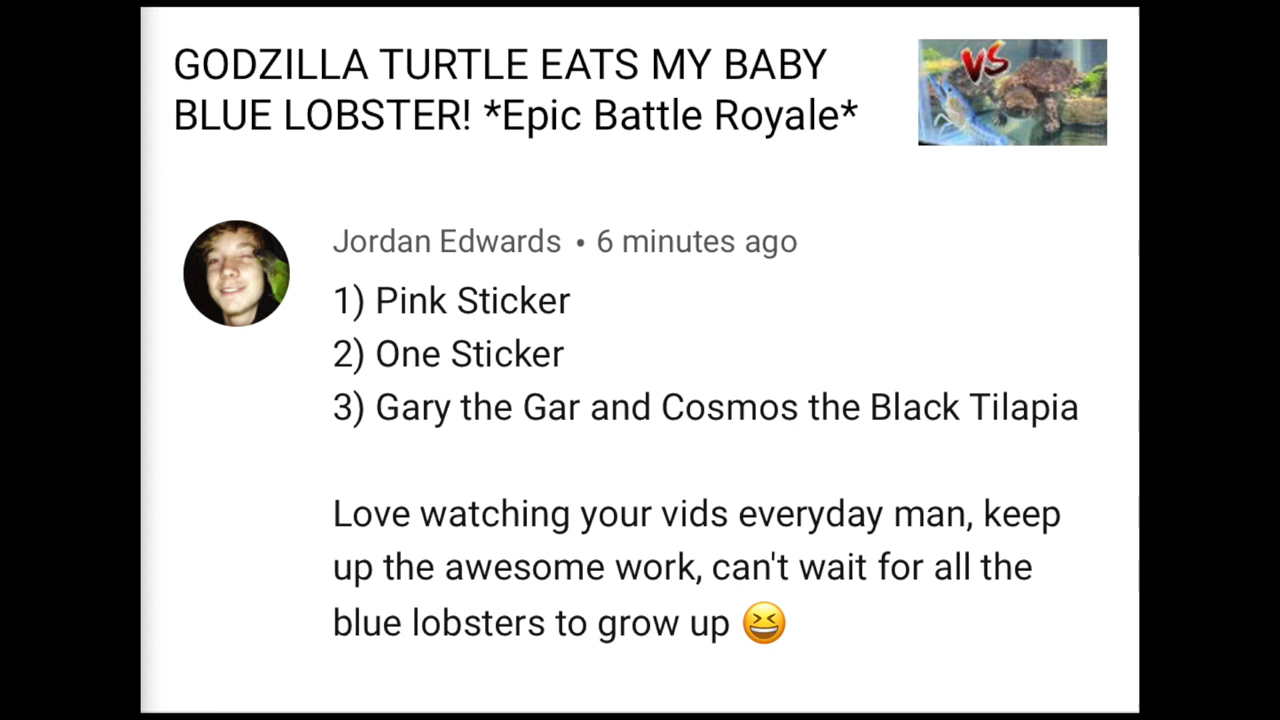 GODZILLA TURTLE EATS MY BABY
BLUE LOBSTER! *Epic Battle Royale*
VS
Jordan Edwards • 6 minutes ago
1) Pink Sticker
2) One Sticker
3) Gary the Gar and Cosmos the Black Tilapia
Love watching your vids everyday man, keep
up the awesome work, can't wait for all the
blue lobsters to grow up 😆